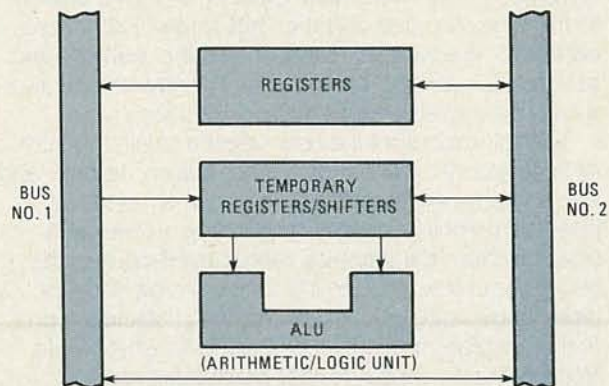 REGISTERS
TEMPORARY
REGISTERS/SHIFTERS
BUS
NO. 1
BUS
NO. 2
ALU
(ARITHMETIC/LOGIC UNIT)